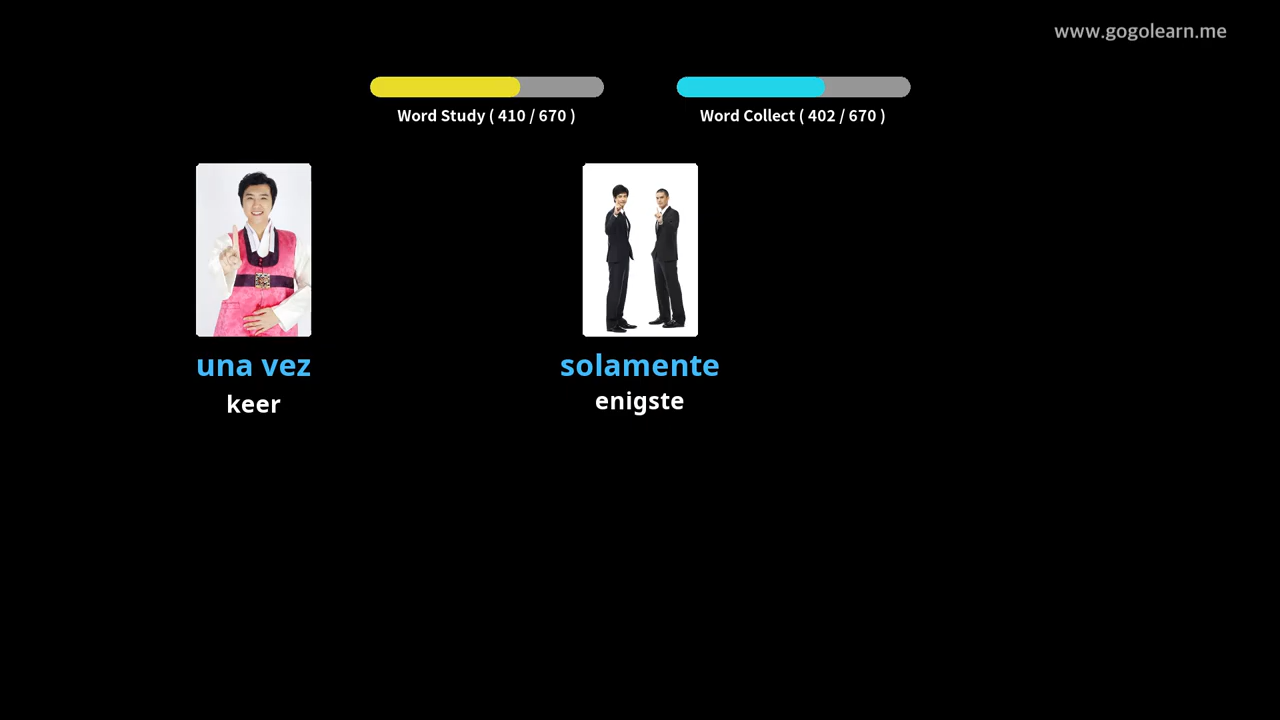 www.gogolearn.me
Word Study ( 410 / 670 )
Word Collect ( 402 / 670 )
una vez
keer
solamente
enigste